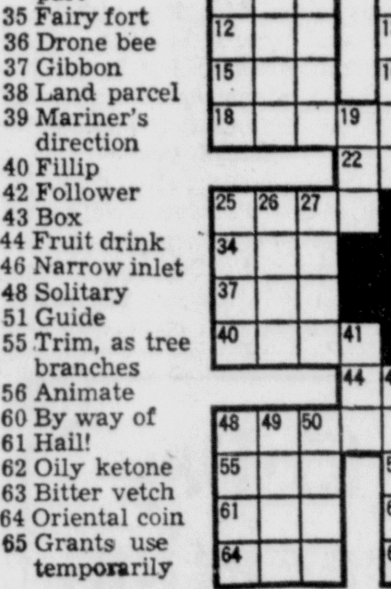 35 Fairy fort
36 Drone bee
37 Gibbon
38 Land parcel
39 Mariner's
direction
40 Fillip
42 Follower
43 Box
44 Fruit drink
46 Narrow inlet
48 Solitary
51 Guide
55 Trim, as tree
branches
56 Animate
60 By way of
61 Hail!
62 Oily ketone
63 Bitter vetch
64 Oriental coin
65 Grants use
temporarily
12
15
18 19
22
25 26 27
34
37
40 41
44
48 49 50
55
61
64